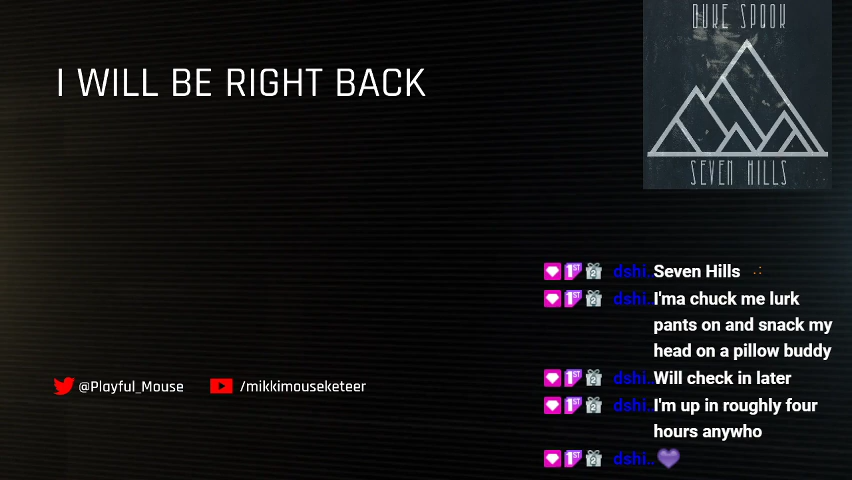 DUKE SPOOK
I WILL BE RIGHT BACK
SEVEN HILLS
dshi.. Seven Hills
dshi.. I'ma chuck me lurk
pants on and snack my
head on a pillow buddy
dshi.. Will check in later
@Playful_Mouse /mikkimouseketeer
dshi.. I'm up in roughly four
hours anywho
dshi..